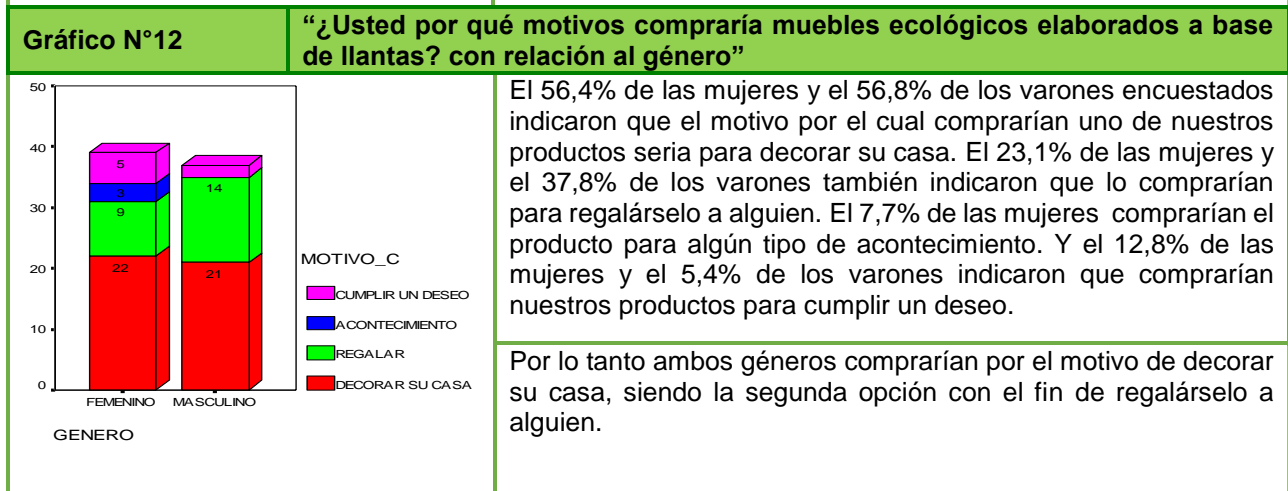 Gráfico N°12
“¿Usted por qué motivos compraría muebles ecológicos elaborados a base
de llantas? con relación al género”
50
40
30
20
10
0
5
3
9
22
14
21
FEMENINO
MASCULINO
GENERO
MOTIVO_C
CUMPLIR UN DESEO
ACONTECIMIENTO
REGALAR
DECORAR SU CASA
El 56,4% de las mujeres y el 56,8% de los varones encuestados
indicaron que el motivo por el cual comprarían uno de nuestros
productos seria para decorar su casa. El 23,1% de las mujeres y
el 37,8% de los varones también indicaron que lo comprarían
para regalárselo a alguien. El 7,7% de las mujeres comprarían el
producto para algún tipo de acontecimiento. Y el 12,8% de las
mujeres y el 5,4% de los varones indicaron que comprarían
nuestros productos para cumplir un deseo.
Por lo tanto ambos géneros comprarían por el motivo de decorar
su casa, siendo la segunda opción con el fin de regalárselo a
alguien.